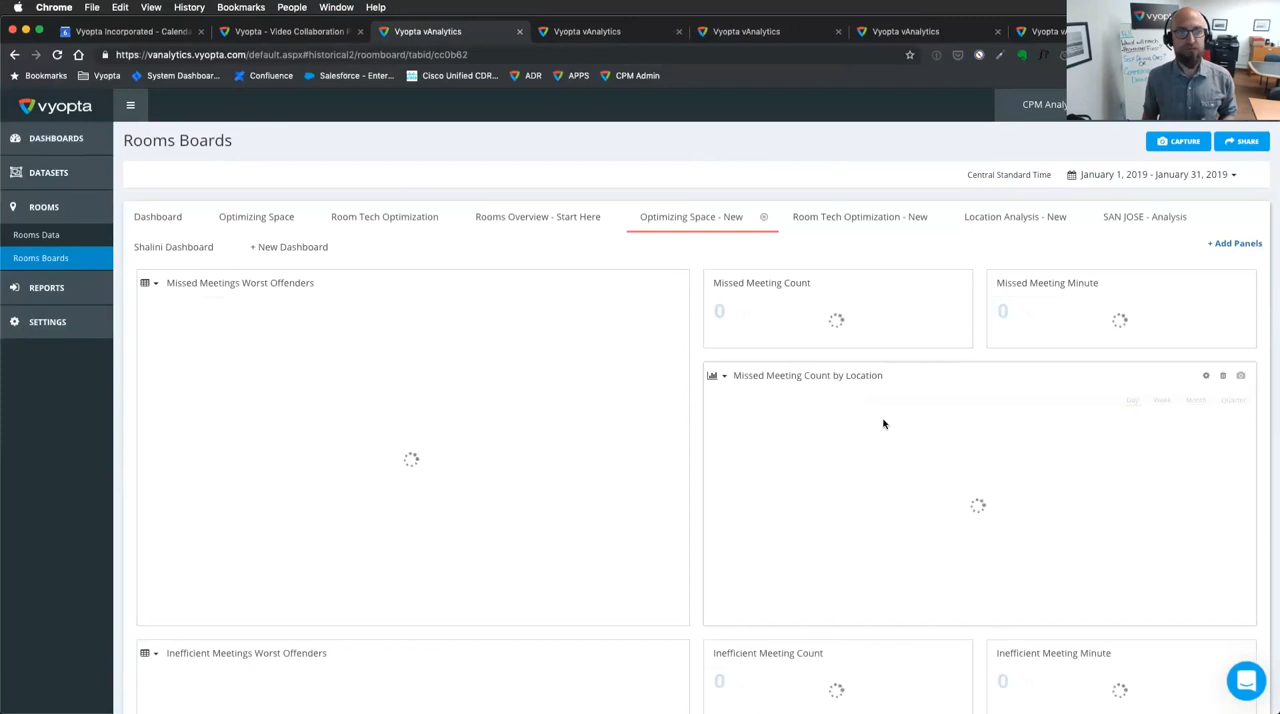 Chrome File Edit View History Bookmarks People Window Help
Vyopta Incorporated - Calenda
Vyopta - Video Collaboration P
Vyopta vAnalytics
Vyopta vAnalytics
Vyopta vAnalytics
Vyopta vAnalytics
https://vanalytics.vyopta.com/default.aspx#historical2/roomboard/tabid/cc0b62
Bookmarks Vyopta System Dashboar... Confluence Salesforce - Enter... Cisco Unified CDR... ADR APPS CPM Admin
vyopta
CPM Analy
vyopta
DASHBOARDS
DATASETS
ROOMS
Rooms Data
Rooms Boards
REPORTS
SETTINGS
Rooms Boards
CAPTURE SHARE
Central Standard Time January 1, 2019 - January 31, 2019
Dashboard Optimizing Space Room Tech Optimization Rooms Overview - Start Here Optimizing Space - New Room Tech Optimization - New Location Analysis - New SAN JOSE - Analysis
Shalini Dashboard + New Dashboard
+ Add Panels
Missed Meetings Worst Offenders
Missed Meeting Count
0
Missed Meeting Minute
0
Missed Meeting Count by Location
Day Week Month Quarter
Inefficient Meetings Worst Offenders
Inefficient Meeting Count
0
Inefficient Meeting Minute
0